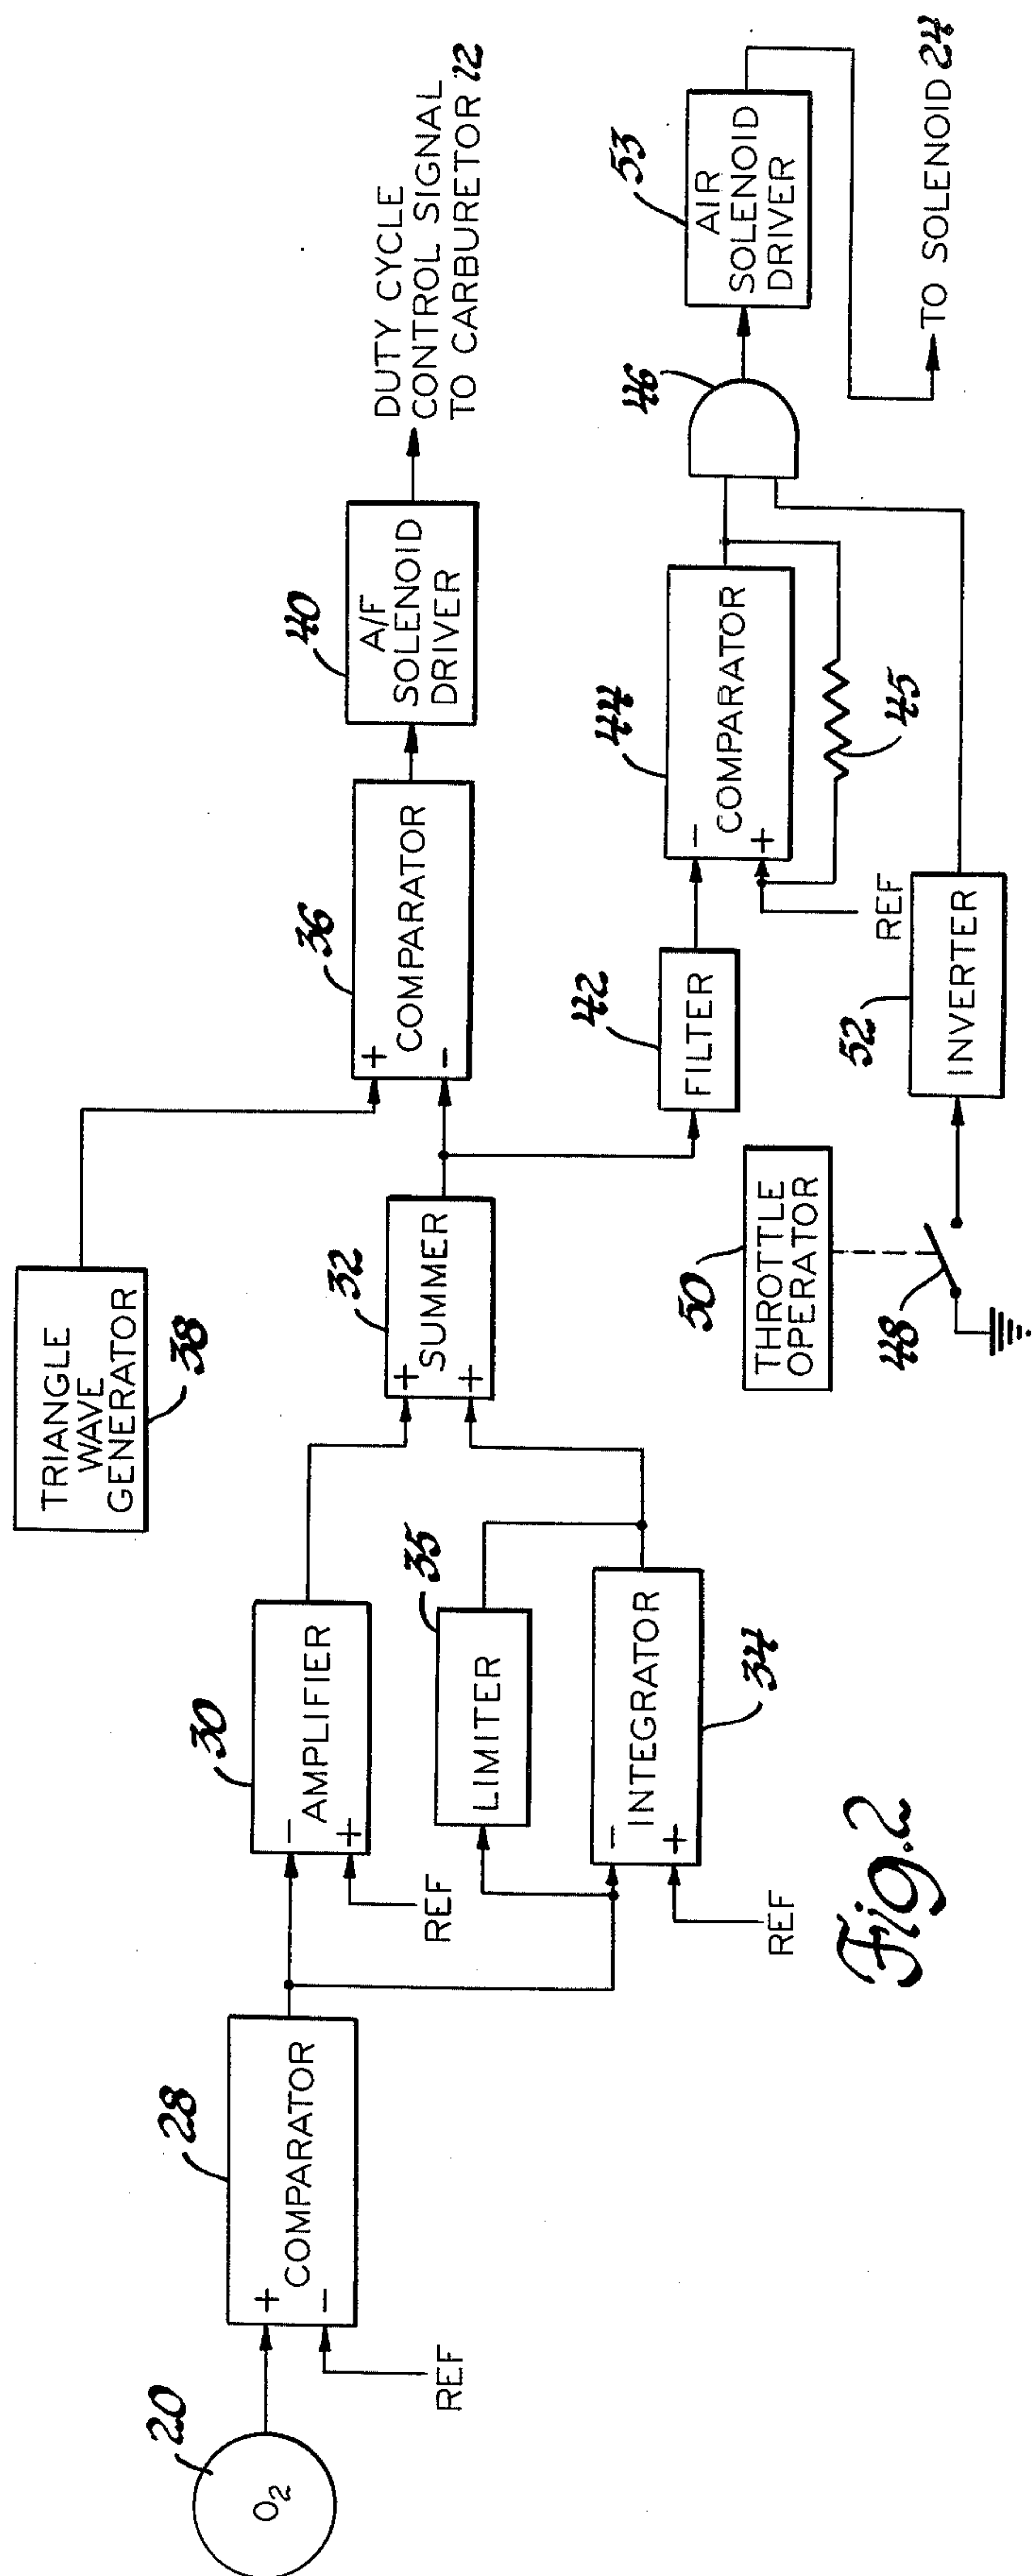 20
O2
REF
28
+
−
COMPARATOR
30
−
+
AMPLIFIER
REF
35
LIMITER
34
−
+
INTEGRATOR
REF
TRIANGLE
WAVE
GENERATOR
38
32
+
+
SUMMER
36
+
−
COMPARATOR
40
A/F
SOLENOID
DRIVER
DUTY CYCLE
CONTROL SIGNAL
TO CARBURETOR 12
42
FILTER
44
−
+
COMPARATOR
REF
45
46
53
AIR
SOLENOID
DRIVER
TO SOLENOID 24
50
THROTTLE
OPERATOR
48
52
INVERTER
Fig.2